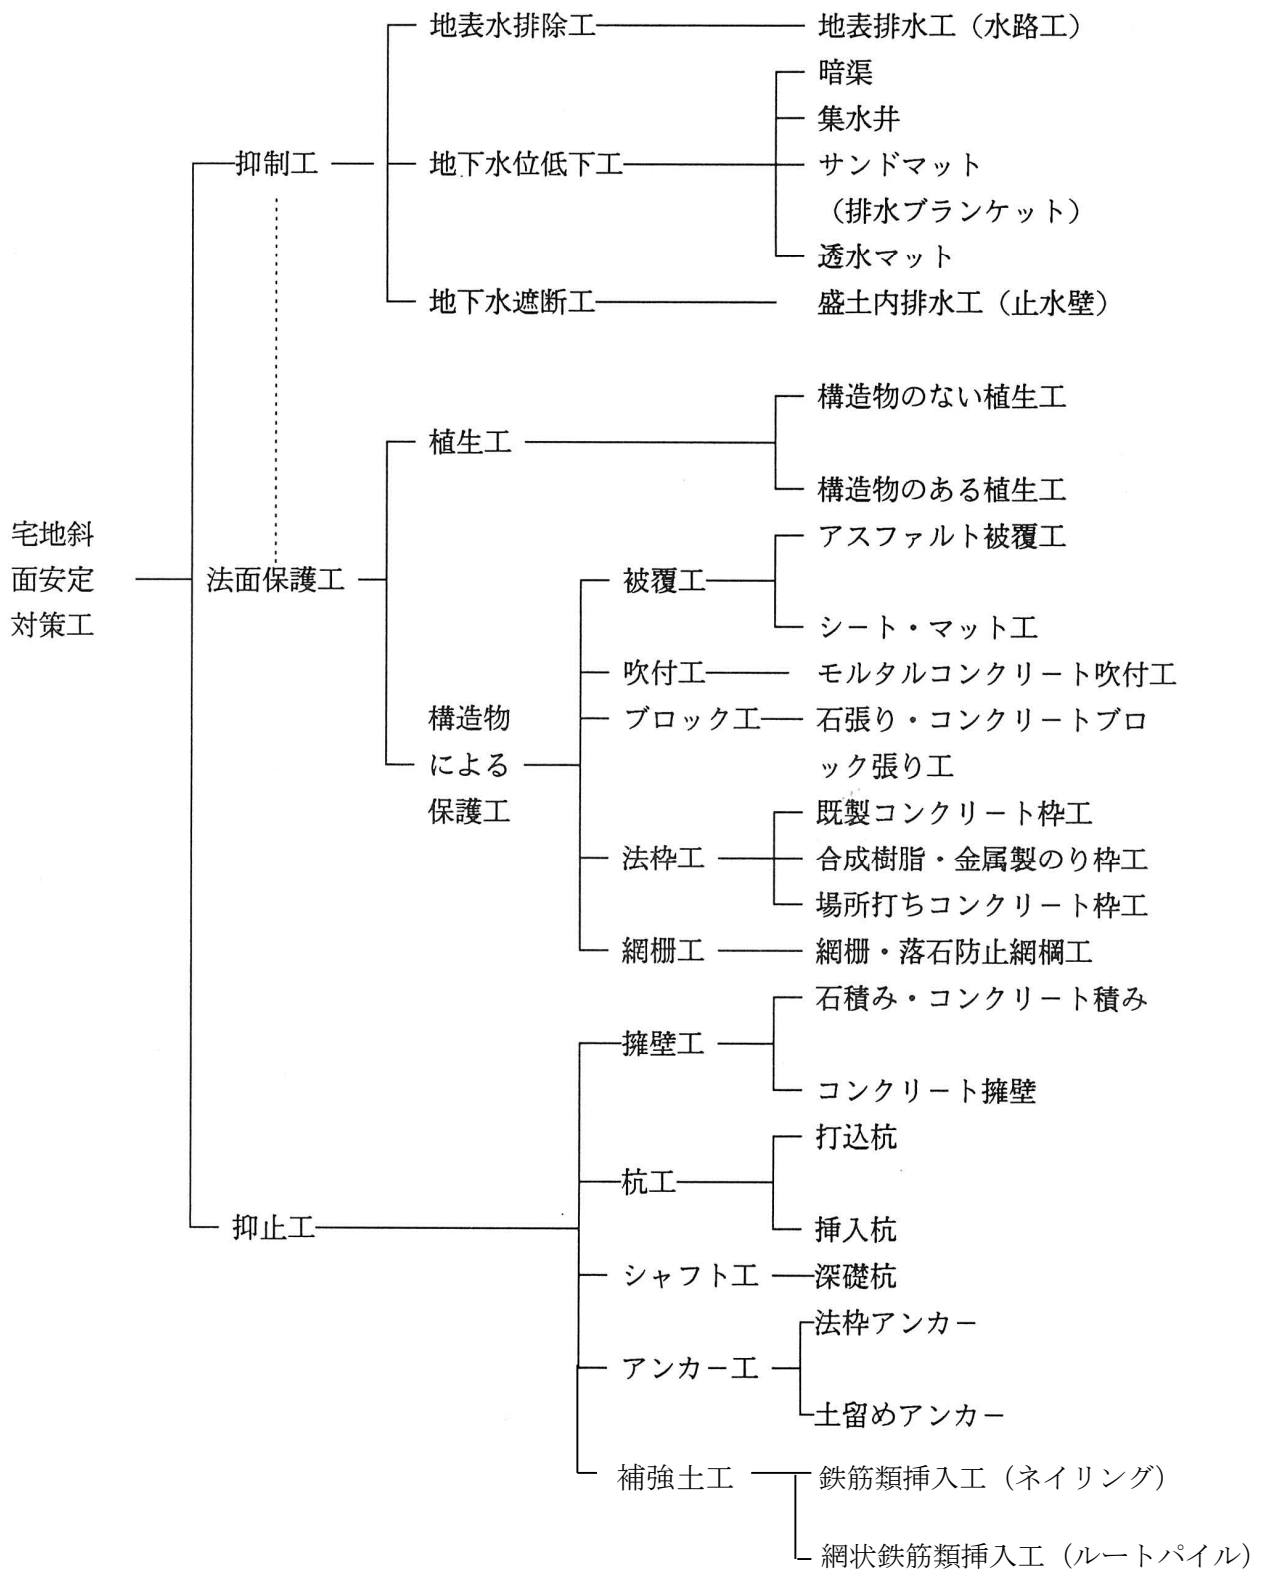 地表水排除工 地表排水工（水路工）
暗渠
集水井
抑制工 地下水位低下工 サンドマット
（排水ブランケット）
透水マット
地下水遮断工 盛土内排水工（止水壁）
構造物のない植生工
植生工
構造物のある植生工
宅地斜
面安定
対策工
法面保護工
アスファルト被覆工
被覆工
シート・マット工
吹付工 モルタルコンクリート吹付工
構造物
による
保護工
ブロック工 石張り・コンクリートブロ
ック張り工
既製コンクリート枠工
法枠工 合成樹脂・金属製のり枠工
場所打ちコンクリート枠工
網柵工 網柵・落石防止網棡工
石積み・コンクリート積み
擁壁工
コンクリート擁壁
打込杭
杭工
挿入杭
抑止工
シャフト工 深礎杭
法枠アンカー
アンカー工
土留めアンカー
補強土工 鉄筋類挿入工（ネイリング）
網状鉄筋類挿入工（ルートパイル）